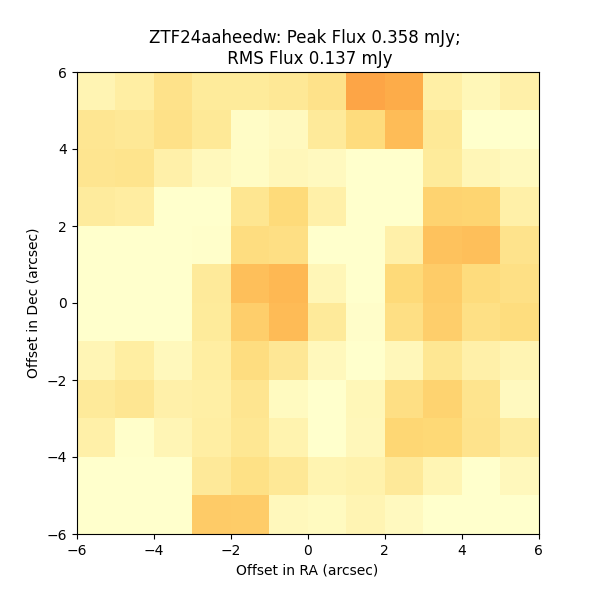 ZTF24aaheedw: Peak Flux 0.358 mJy;
RMS Flux 0.137 mJy
6
4
2
0
−2
−4
−6
Offset in Dec (arcsec)
−6 −4 −2 0 2 4 6
Offset in RA (arcsec)